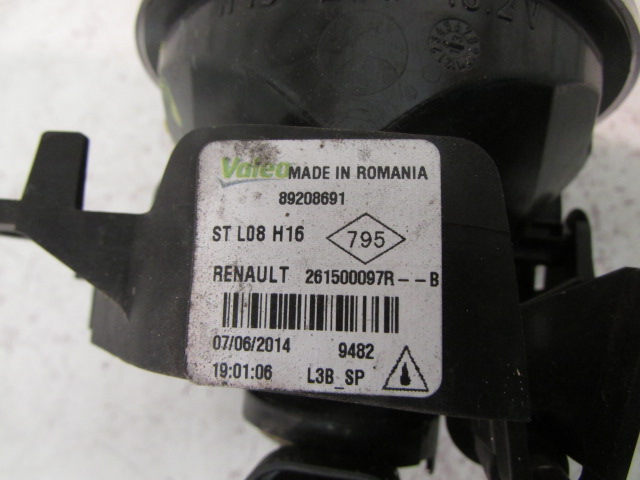 Valeo MADE IN ROMANIA
89208691
ST L08 H16 795
RENAULT 261500097R--B
07/06/2014 9482
19:01:06 L3B_SP